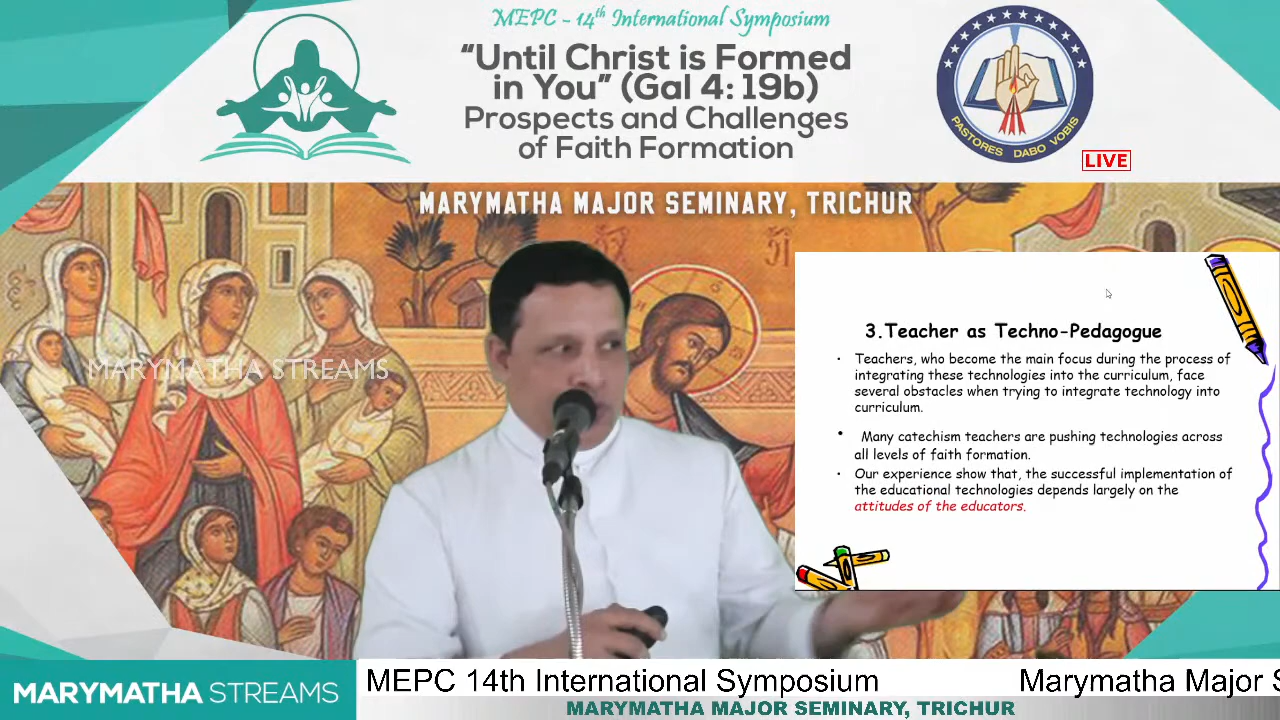 MEPC - 14th International Symposium
“Until Christ is Formed
in You” (Gal 4: 19b)
Prospects and Challenges
of Faith Formation
PASTORES DABO VOBIS
LIVE
MARYMATHA MAJOR SEMINARY, TRICHUR
MARYMATHA STREAMS
3.Teacher as Techno-Pedagogue
• Teachers, who become the main focus during the process of
integrating these technologies into the curriculum, face
several obstacles when trying to integrate technology into
curriculum.
• Many catechism teachers are pushing technologies across
all levels of faith formation.
• Our experience show that, the successful implementation of
the educational technologies depends largely on the
attitudes of the educators.
MARYMATHA STREAMS
MEPC 14th International Symposium Marymatha Major S
MARYMATHA MAJOR SEMINARY, TRICHUR